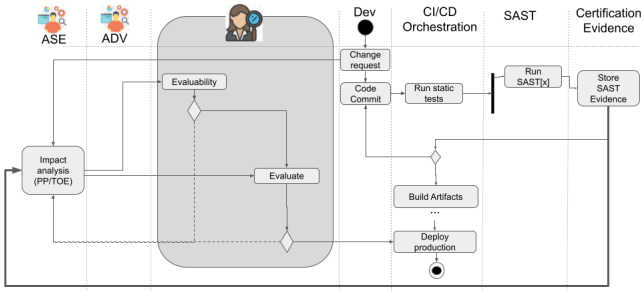 ASE
ADV
Dev
CI/CD
Orchestration
SAST
Certification
Evidence
Change
request
Evaluability
Code
Commit
Run static
tests
Run
SAST[x]
Store
SAST
Evidence
Impact
analysis
(PP/TOE)
Evaluate
Build Artifacts
...
Deploy
production